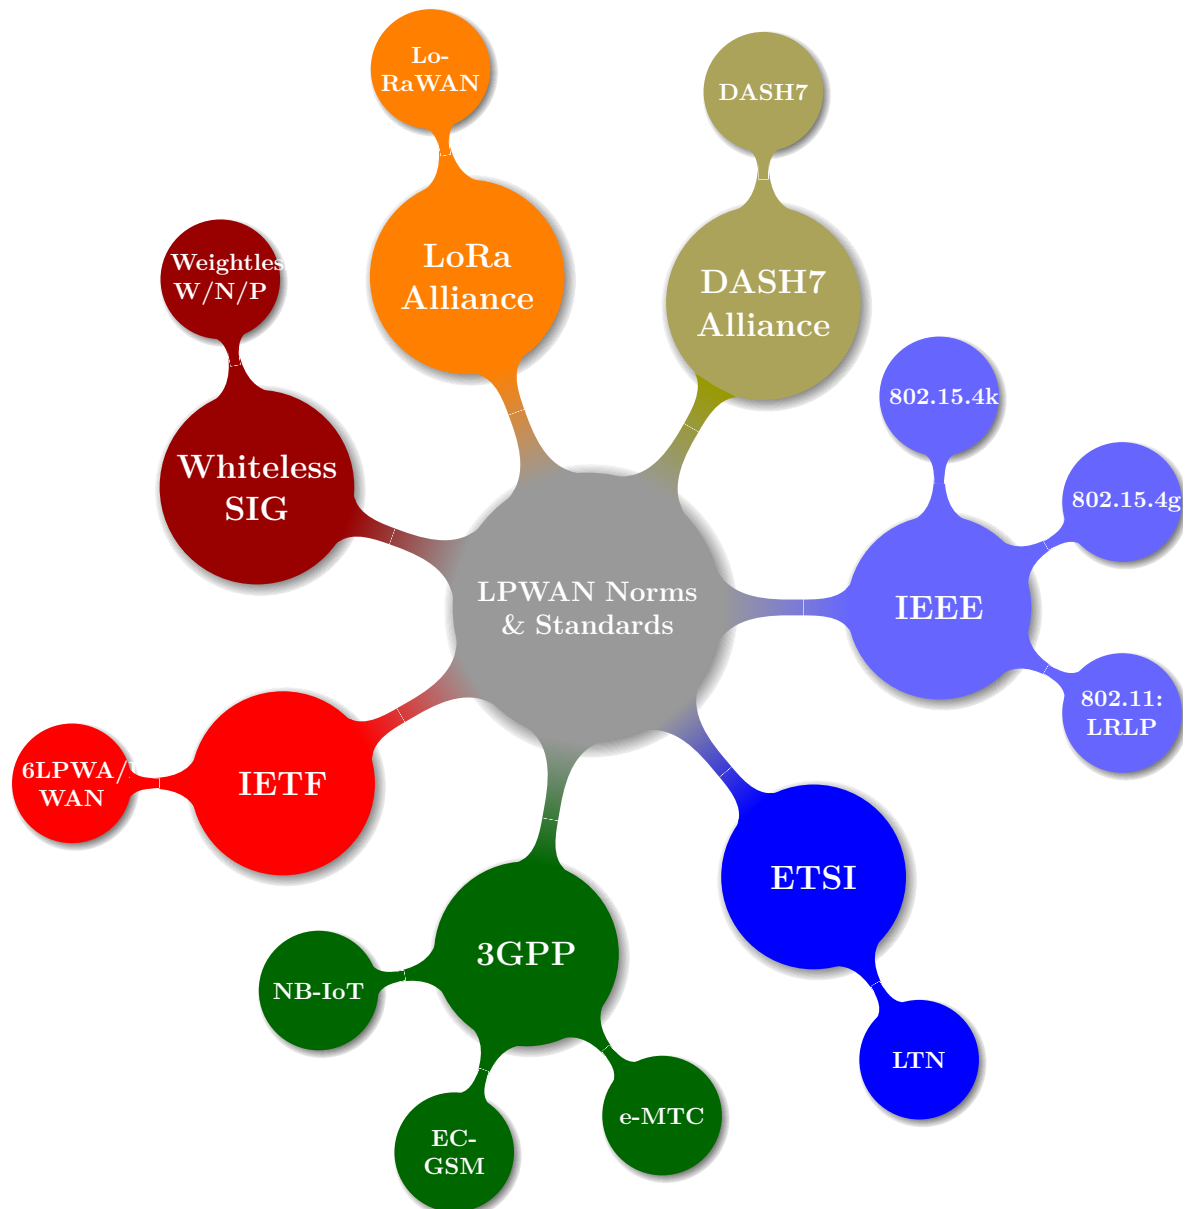 Lo-
RaWAN
DASH7
LoRa
Alliance
DASH7
Alliance
Weightless
W/N/P
802.15.4k
Whiteless
SIG
802.15.4g
LPWAN Norms
& Standards
IEEE
802.11:
LRLP
6LPWA/
WAN
IETF
ETSI
3GPP
NB-IoT
LTN
e-MTC
EC-
GSM